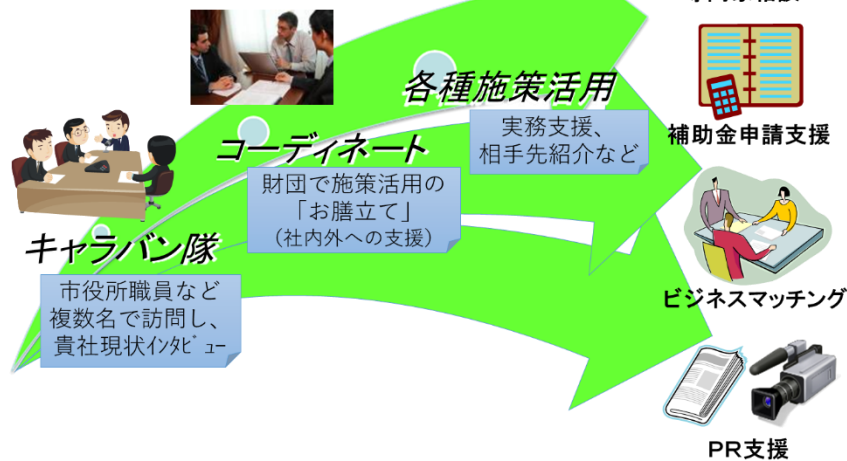 各種施策活用
実務支援、
相手先紹介など
コーディネート
財団で施策活用の
「お膳立て」
（社内外への支援）
キャラバン隊
市役所職員など
複数名で訪問し、
貴社現状ｲﾝﾀﾋﾞｭｰ
補助金申請支援
ビジネスマッチング
PR支援